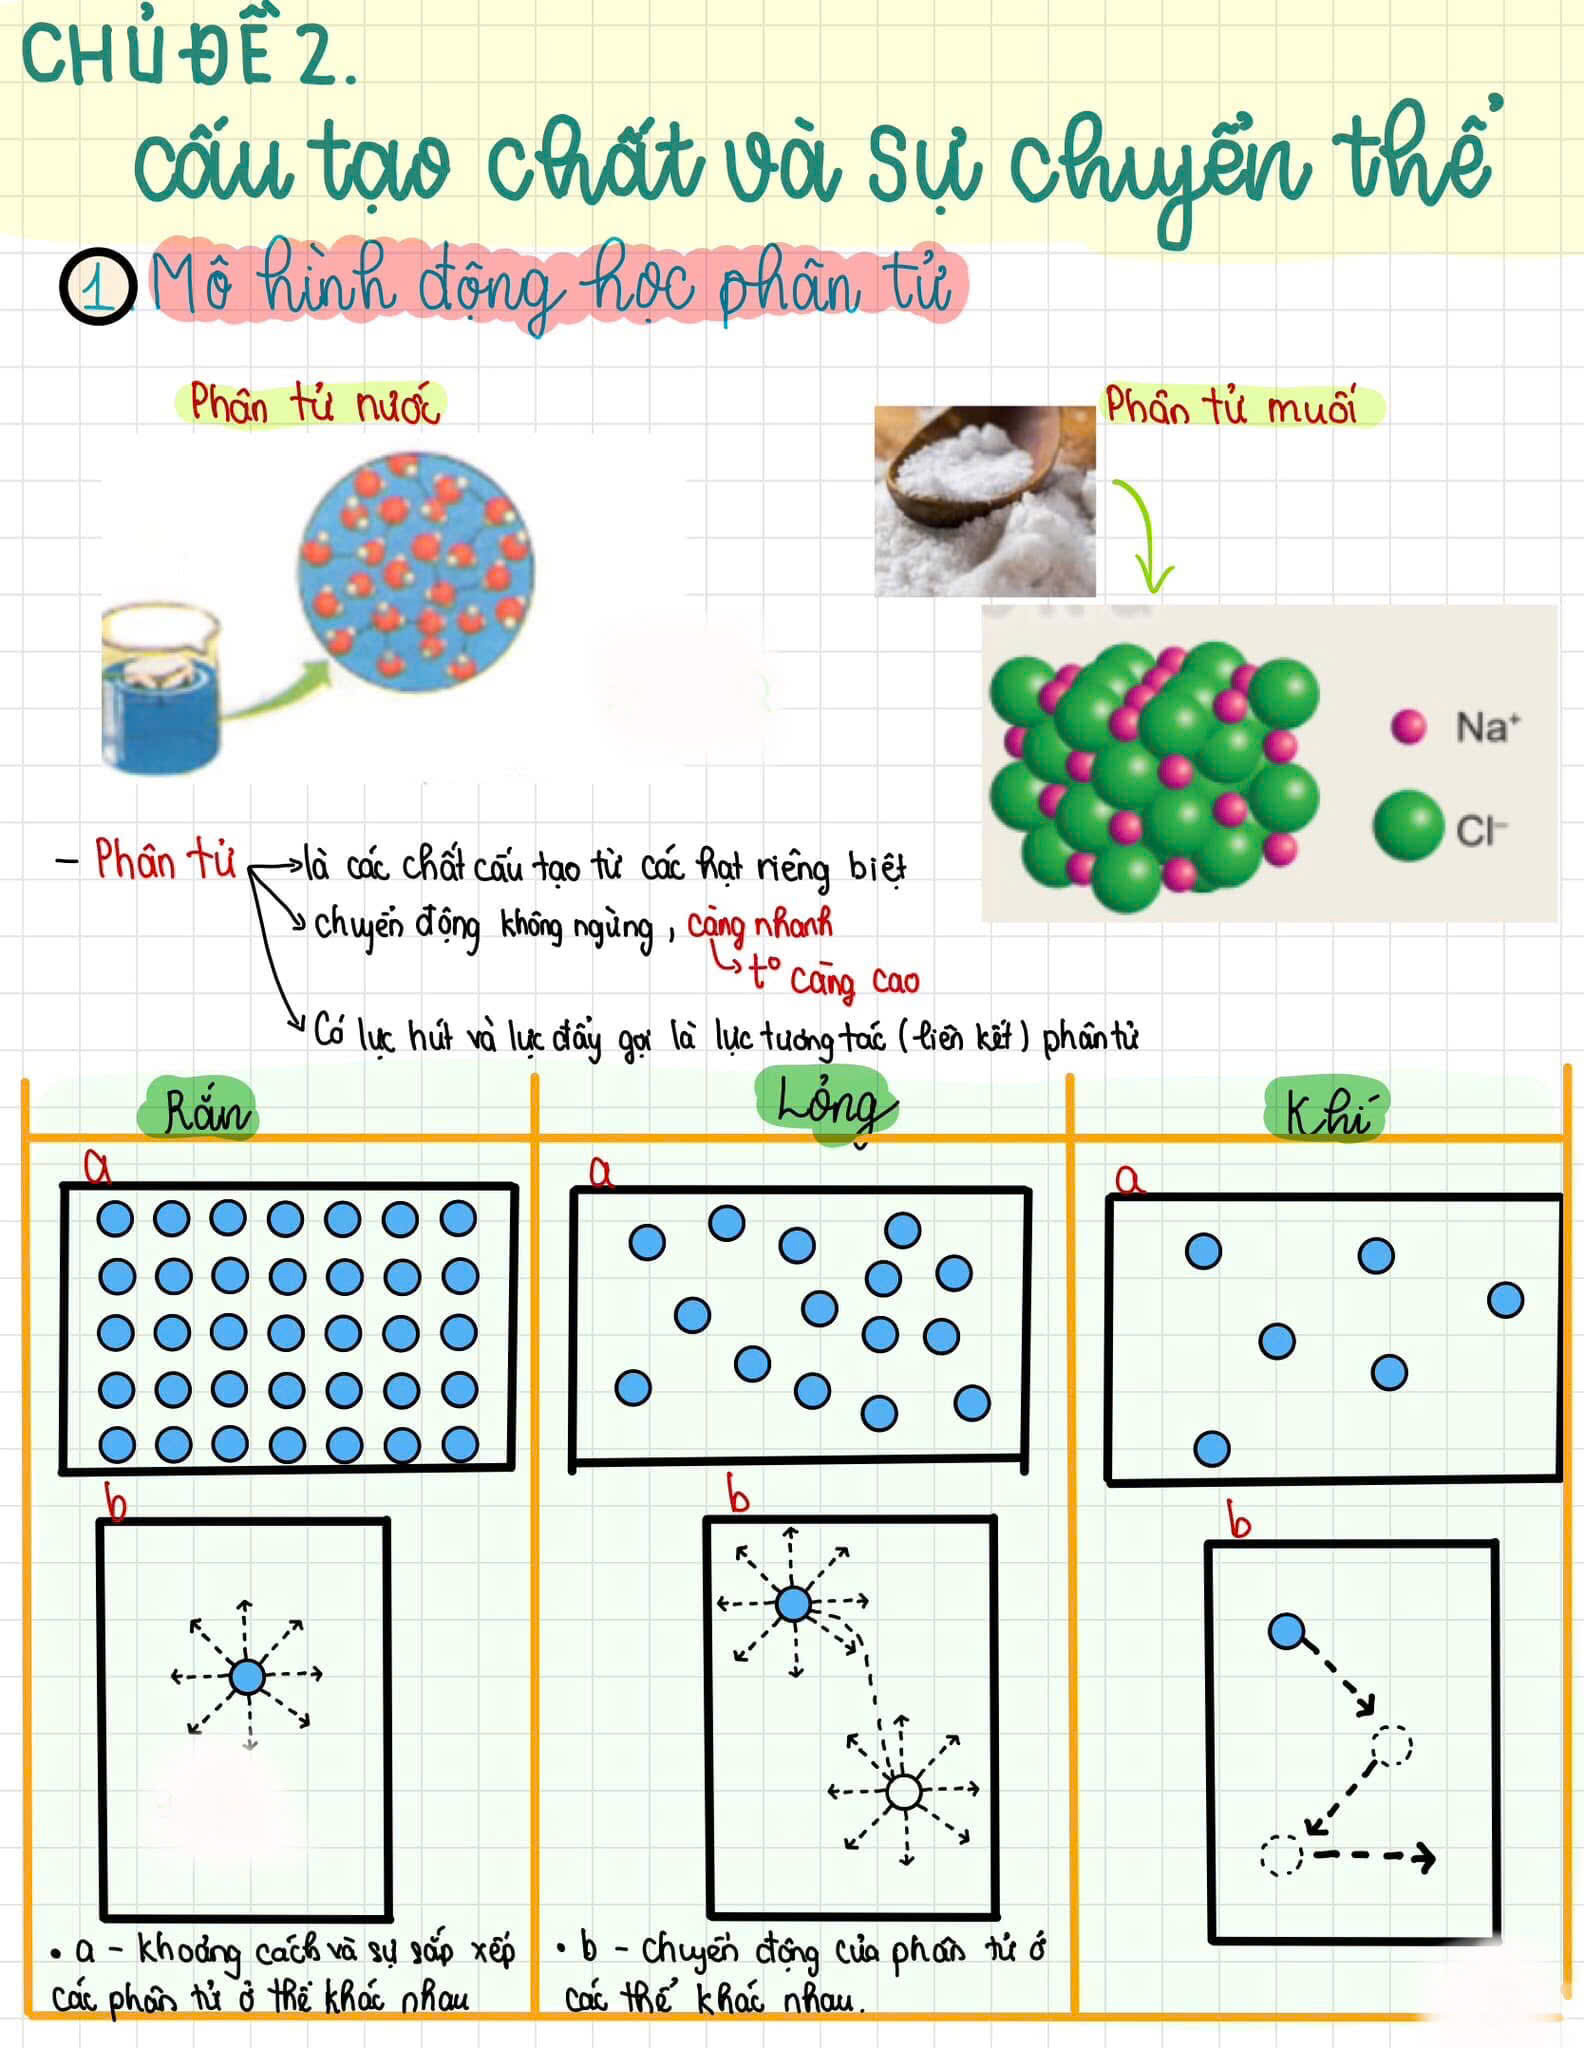 CHỦ ĐỀ 2.
cấu tạo chất và sự chuyển thể
1 Mô hình động học phân tử
Phân tử nước
Phân tử muối
Na⁺
Cl⁻
- Phân tử → là các chất cấu tạo từ các hạt riêng biệt
→ chuyển động không ngừng, càng nhanh
↳ t° càng cao
→ Có lực hút và lực đẩy gọi là lực tương tác (liên kết) phân tử
Rắn
Lỏng
Khí
a
a
a
b
b
b
• a - khoảng cách và sự sắp xếp
các phân tử ở thể khác nhau
• b - chuyển động của phân tử ở
các thể khác nhau.